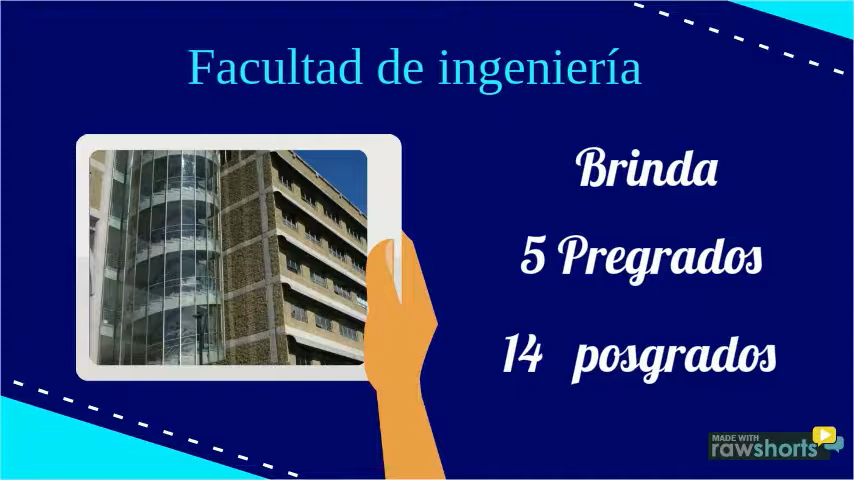 Facultad de ingeniería
Brinda
5 Pregrados
14 posgrados
MADE WITH
rawshorts